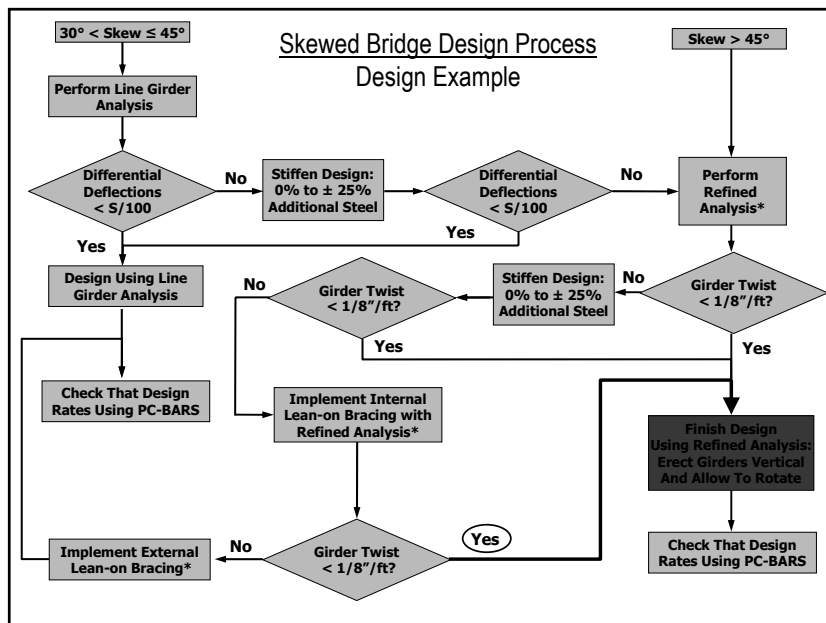 Skewed Bridge Design Process
Design Example
30° < Skew ≤ 45°
Skew > 45°
Perform Line Girder
Analysis
Differential
Deflections
< S/100
No
Stiffen Design:
0% to ± 25%
Additional Steel
Differential
Deflections
< S/100
No
Perform
Refined
Analysis*
Yes
Yes
Design Using Line
Girder Analysis
No
Girder Twist
< 1/8”/ft?
Stiffen Design:
0% to ± 25%
Additional Steel
No
Girder Twist
< 1/8”/ft?
Yes
Yes
Check That Design
Rates Using PC-BARS
Implement Internal
Lean-on Bracing with
Refined Analysis*
Finish Design
Using Refined Analysis:
Erect Girders Vertical
And Allow To Rotate
Implement External
Lean-on Bracing*
No
Girder Twist
< 1/8”/ft?
Yes
Check That Design
Rates Using PC-BARS